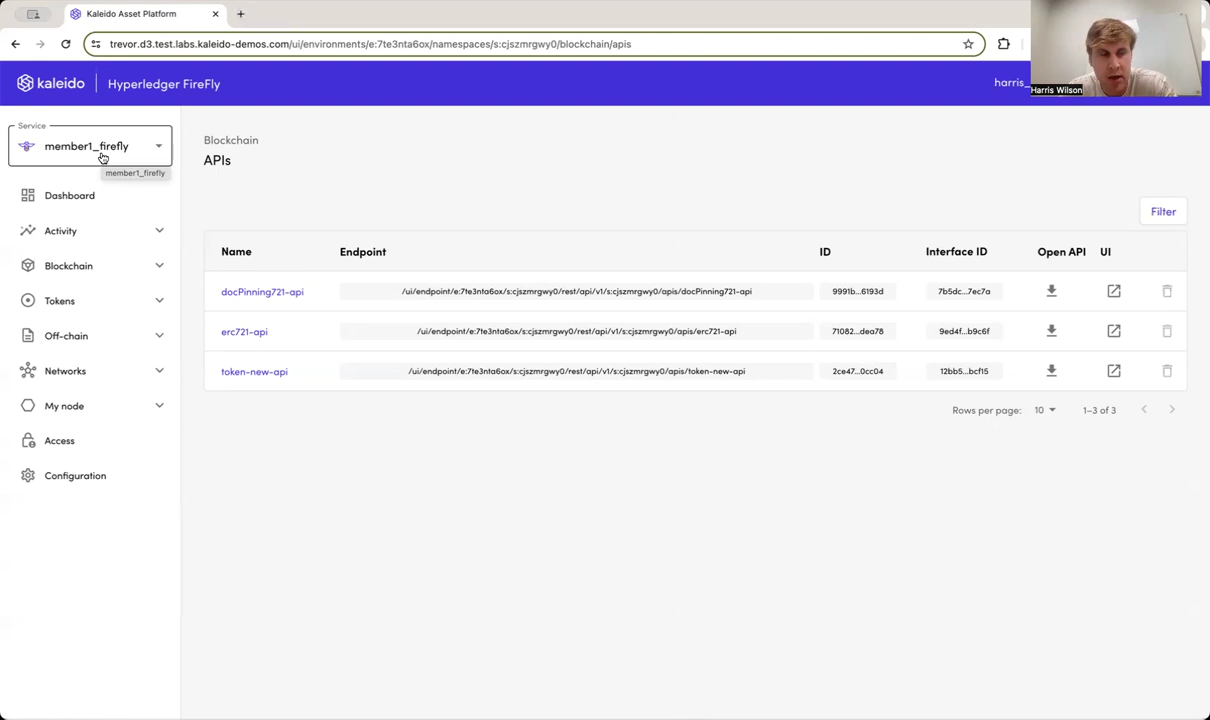 Kaleido Asset Platform
trevor.d3.test.labs.kaleido-demos.com/ui/environments/e:7te3nta6ox/namespaces/s:cjszmrgwy0/blockchain/apis
kaleido
Hyperledger FireFly
harris_
Harris Wilson
Service
member1_firefly
member1_firefly
Dashboard
Activity
Blockchain
Tokens
Off-chain
Networks
My node
Access
Configuration
Blockchain
APIs
Filter
Name Endpoint ID Interface ID Open API UI
docPinning721-api /ui/endpoint/e:7te3nta6ox/s:cjszmrgwy0/rest/api/v1/s:cjszmrgwy0/apis/docPinning721-api 9991b...6193d 7b5dc...7ec7a
erc721-api /ui/endpoint/e:7te3nta6ox/s:cjszmrgwy0/rest/api/v1/s:cjszmrgwy0/apis/erc721-api 71082...dea78 9ed4f...b9c6f
token-new-api /ui/endpoint/e:7te3nta6ox/s:cjszmrgwy0/rest/api/v1/s:cjszmrgwy0/apis/token-new-api 2ce47...0cc04 12bb5...bcf15
Rows per page: 10 1–3 of 3